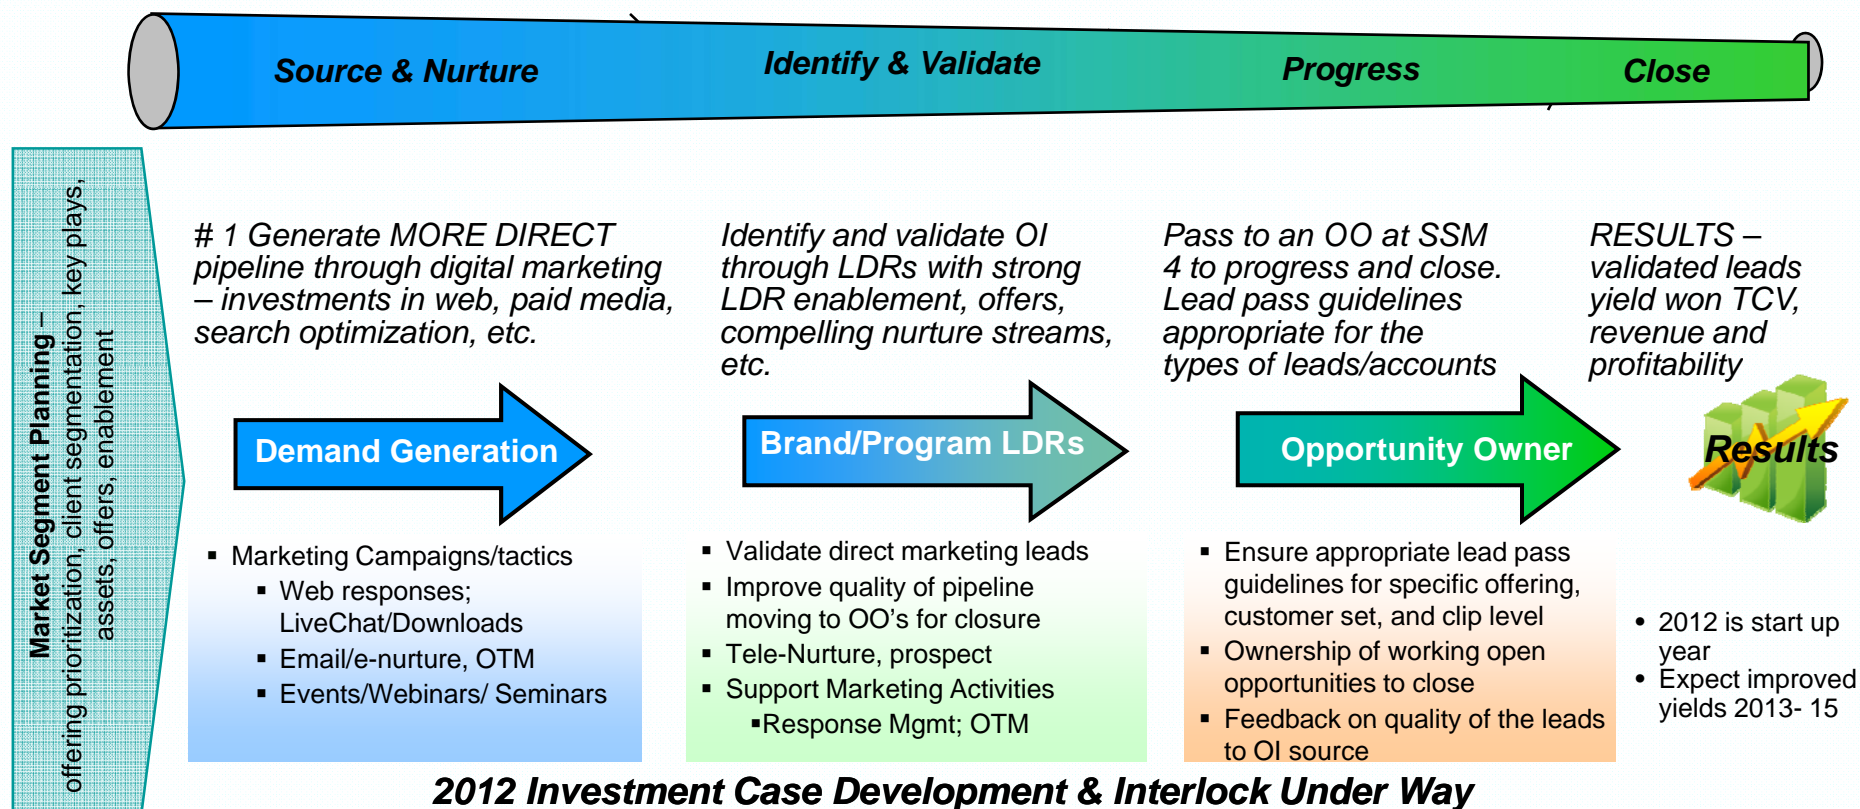 Source & Nurture
Identify & Validate
Progress
Close
Market Segment Planning –
offering prioritization, client segmentation, key plays,
assets, offers, enablement
# 1 Generate MORE DIRECT
pipeline through digital marketing
– investments in web, paid media,
search optimization, etc.
Identify and validate OI
through LDRs with strong
LDR enablement, offers,
compelling nurture streams,
etc.
Pass to an OO at SSM
4 to progress and close.
Lead pass guidelines
appropriate for the
types of leads/accounts
RESULTS –
validated leads
yield won TCV,
revenue and
profitability
Demand Generation
Brand/Program LDRs
Opportunity Owner
Results
▪ Marketing Campaigns/tactics
▪ Web responses;
LiveChat/Downloads
▪ Email/e-nurture, OTM
▪ Events/Webinars/ Seminars
▪ Validate direct marketing leads
▪ Improve quality of pipeline
moving to OO's for closure
▪ Tele-Nurture, prospect
▪ Support Marketing Activities
▪Response Mgmt; OTM
▪ Ensure appropriate lead pass
guidelines for specific offering,
customer set, and clip level
▪ Ownership of working open
opportunities to close
▪ Feedback on quality of the leads
to OI source
• 2012 is start up
year
• Expect improved
yields 2013- 15
2012 Investment Case Development & Interlock Under Way